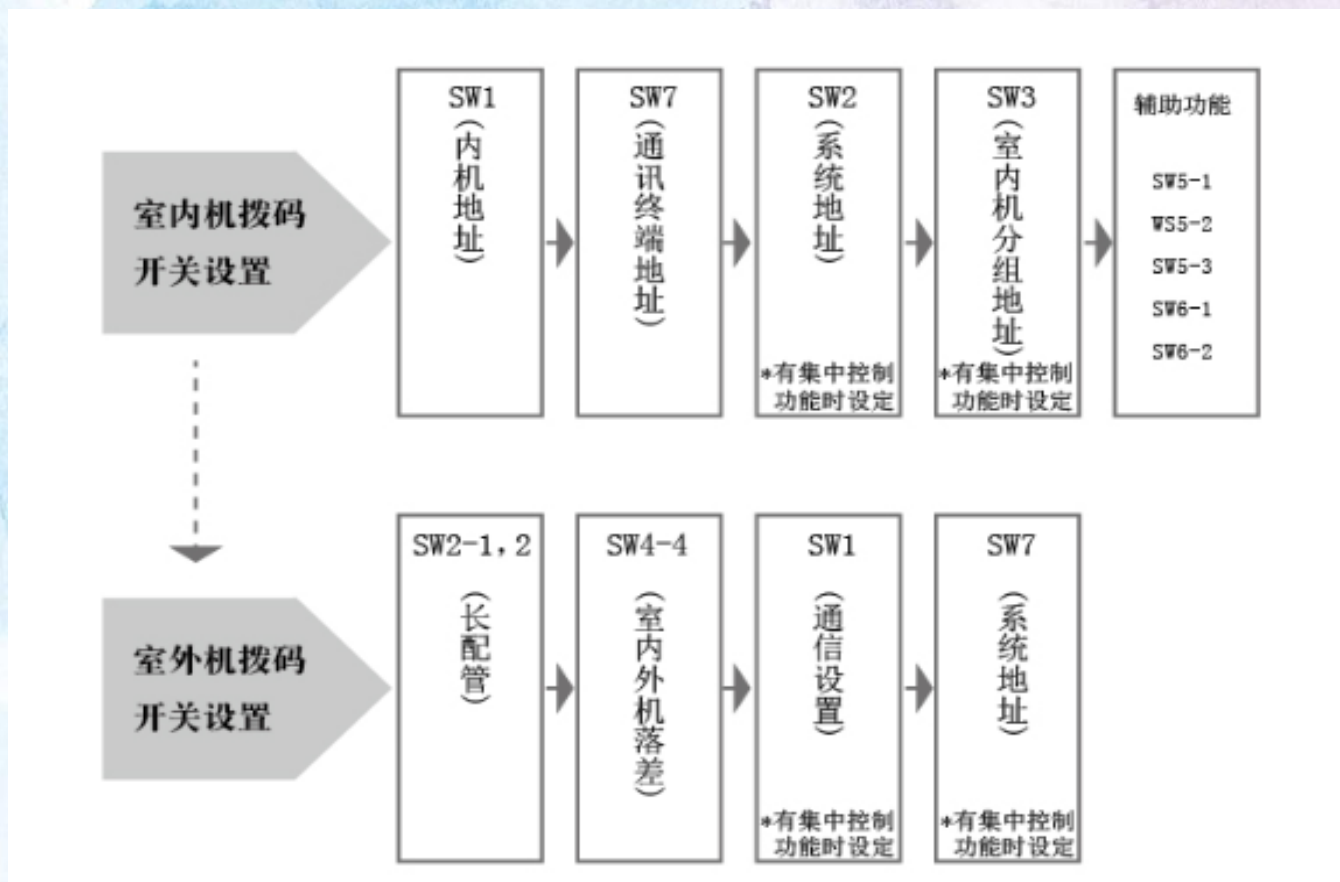 室内机拨码
开关设置
SW1
(内机地址)
SW7
(通讯终端地址)
SW2
(系统地址)
*有集中控制
功能时设定
SW3
(室内机分组地址)
*有集中控制
功能时设定
辅助功能
SW5-1
WS5-2
SW5-3
SW6-1
SW6-2
室外机拨码
开关设置
SW2-1,2
(长配管)
SW4-4
(室内外机落差)
SW1
(通信设置)
*有集中控制
功能时设定
SW7
(系统地址)
*有集中控制
功能时设定